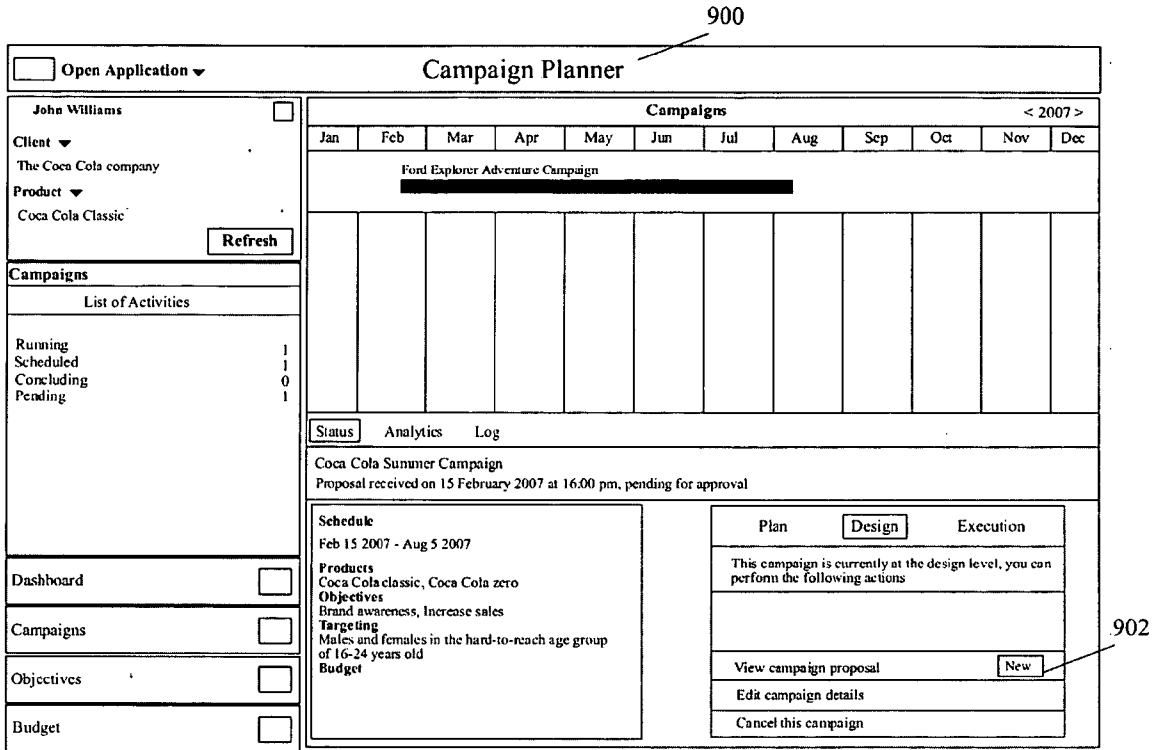 900
Open Application
Campaign Planner
John Williams
Client
The Coca Cola company
Product
Coca Cola Classic
Refresh
Campaigns
List of Activities
Running 1
Scheduled 1
Concluding 0
Pending 1
Dashboard
Campaigns
Objectives
Budget
Campaigns < 2007 >
Jan Feb Mar Apr May Jun Jul Aug Sep Oct Nov Dec
Ford Explorer Adventure Campaign
Status Analytics Log
Coca Cola Summer Campaign
Proposal received on 15 February 2007 at 16:00 pm, pending for approval
Schedule
Feb 15 2007 - Aug 5 2007
Products
Coca Cola classic, Coca Cola zero
Objectives
Brand awareness, Increase sales
Targeting
Males and females in the hard-to-reach age group
of 16-24 years old
Budget
Plan Design Execution
This campaign is currently at the design level, you can
perform the following actions
View campaign proposal New
Edit campaign details
Cancel this campaign
902